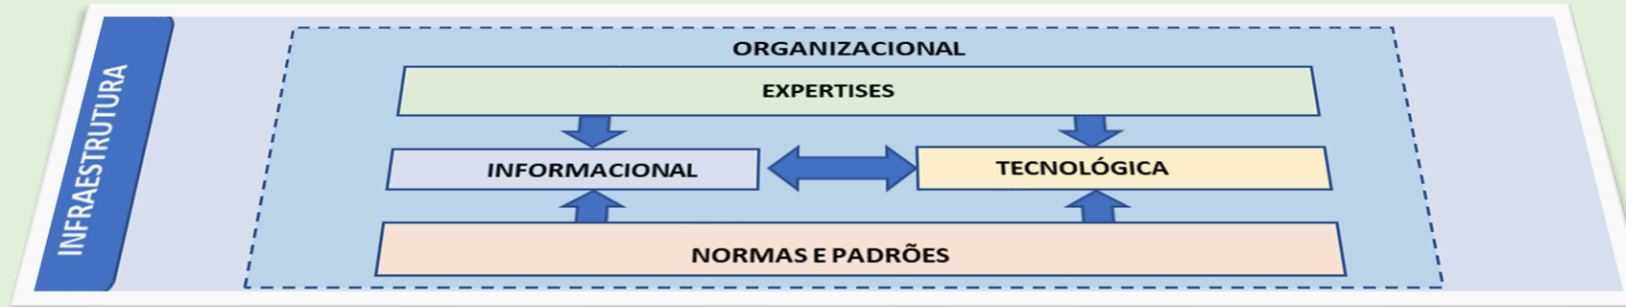 INFRAESTRUTURA
ORGANIZACIONAL
EXPERTISES
INFORMACIONAL
TECNOLÓGICA
NORMAS E PADRÕES